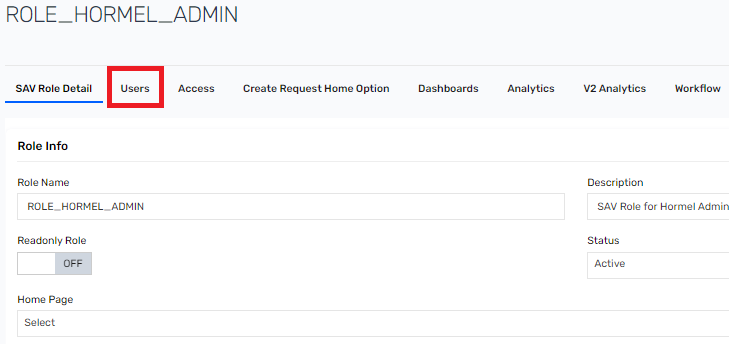 ROLE_HORMEL_ADMIN
SAV Role Detail Users Access Create Request Home Option Dashboards Analytics V2 Analytics Workflow
Role Info
Role Name Description
ROLE_HORMEL_ADMIN SAV Role for Hormel Admin
Readonly Role Status
OFF Active
Home Page
Select